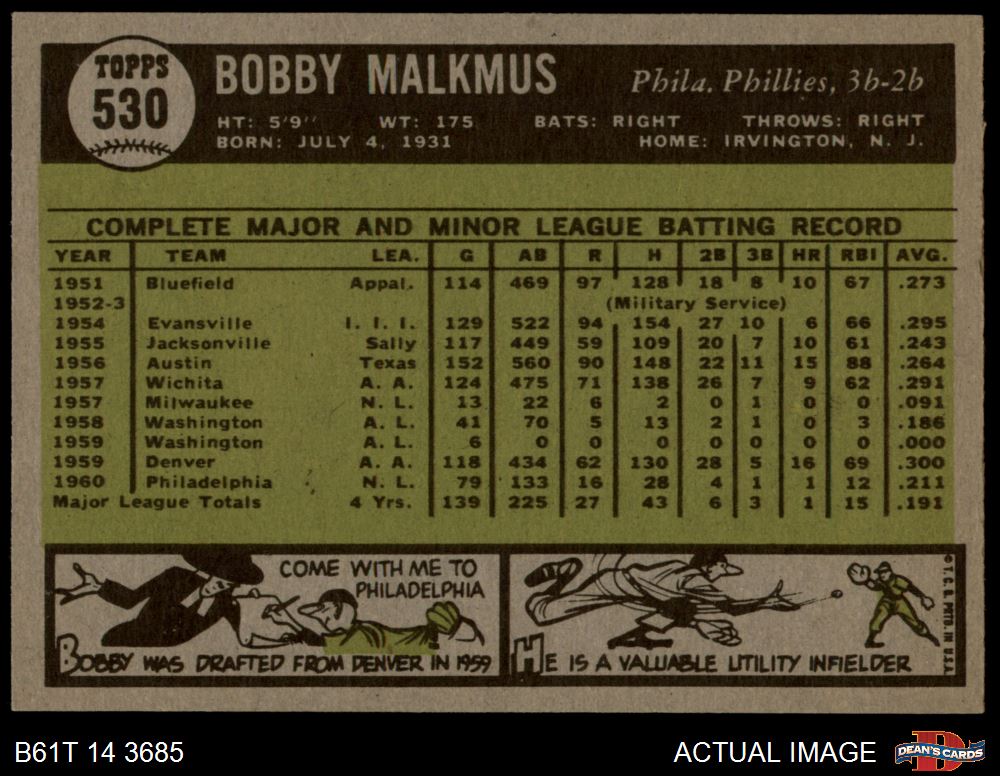 TOPPS
530
BOBBY MALKMUS Phila. Phillies, 3b-2b
HT: 5'9" WT: 175 BATS: RIGHT THROWS: RIGHT
BORN: JULY 4, 1931 HOME: IRVINGTON, N. J.
COMPLETE MAJOR AND MINOR LEAGUE BATTING RECORD
YEAR TEAM LEA. G AB R H 2B 3B HR RBI AVG.
1951 Bluefield Appal. 114 469 97 128 18 8 10 67 .273
1952-3 (Military Service)
1954 Evansville I. I. I. 129 522 94 154 27 10 6 66 .295
1955 Jacksonville Sally 117 449 59 109 20 7 10 61 .243
1956 Austin Texas 152 560 90 148 22 11 15 88 .264
1957 Wichita A. A. 124 475 71 138 26 7 9 62 .291
1957 Milwaukee N. L. 13 22 6 2 0 1 0 0 .091
1958 Washington A. L. 41 70 5 13 2 1 0 3 .186
1959 Washington A. L. 6 0 0 0 0 0 0 0 .000
1959 Denver A. A. 118 434 62 130 28 5 16 69 .300
1960 Philadelphia N. L. 79 133 16 28 4 1 1 12 .211
Major League Totals 4 Yrs. 139 225 27 43 6 3 1 15 .191
COME WITH ME TO
PHILADELPHIA
BOBBY WAS DRAFTED FROM DENVER IN 1959
HE IS A VALUABLE UTILITY INFIELDER
© T. C. G. PRTD. IN U.S.A.
B61T 14 3685 ACTUAL IMAGE
DEAN'S CARDS